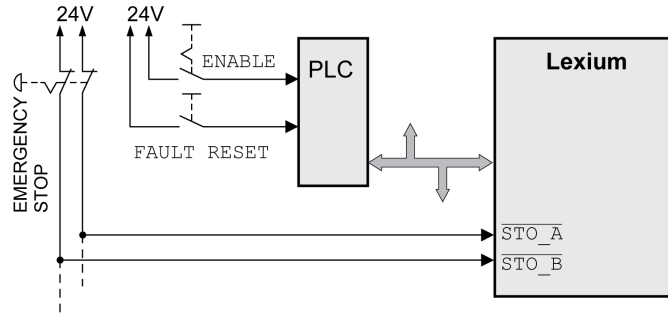 24V
24V
ENABLE
PLC
Lexium
FAULT RESET
EMERGENCY
STOP
STO_A
STO_B